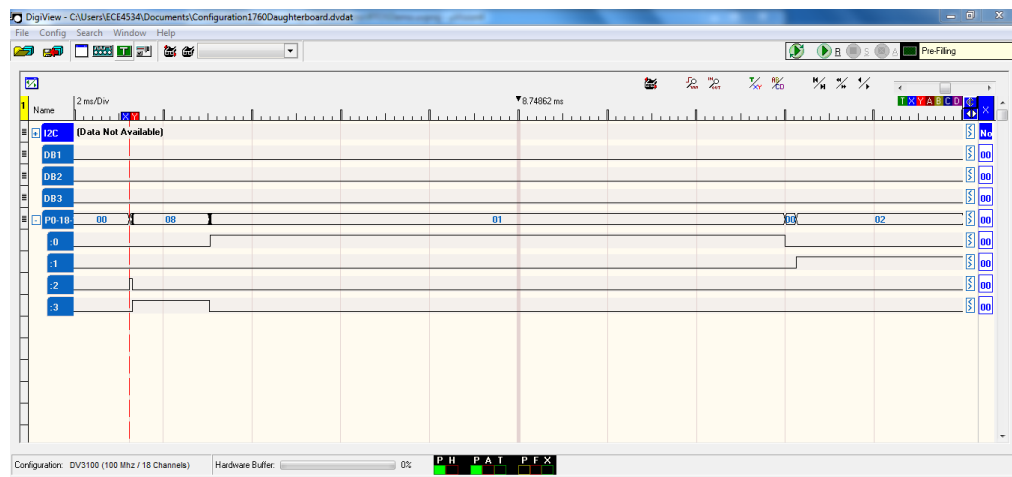 DigiView - C:\Users\ECE4534\Documents\Configuration1760Daughterboard.dvdat
File Config Search Window Help
R S A Pre-Filling
1 Name 2 ms/Div 8.74862 ms T X Y A B C D X
X Y
I2C (Data Not Available) No
DB1 00
DB2 00
DB3 00
P0-18- 00 08 01 00 02 00
:0 00
:1 00
:2 00
:3 00
Configuration: DV3100 (100 Mhz / 18 Channels) Hardware Buffer: 0% P H P A T P F X